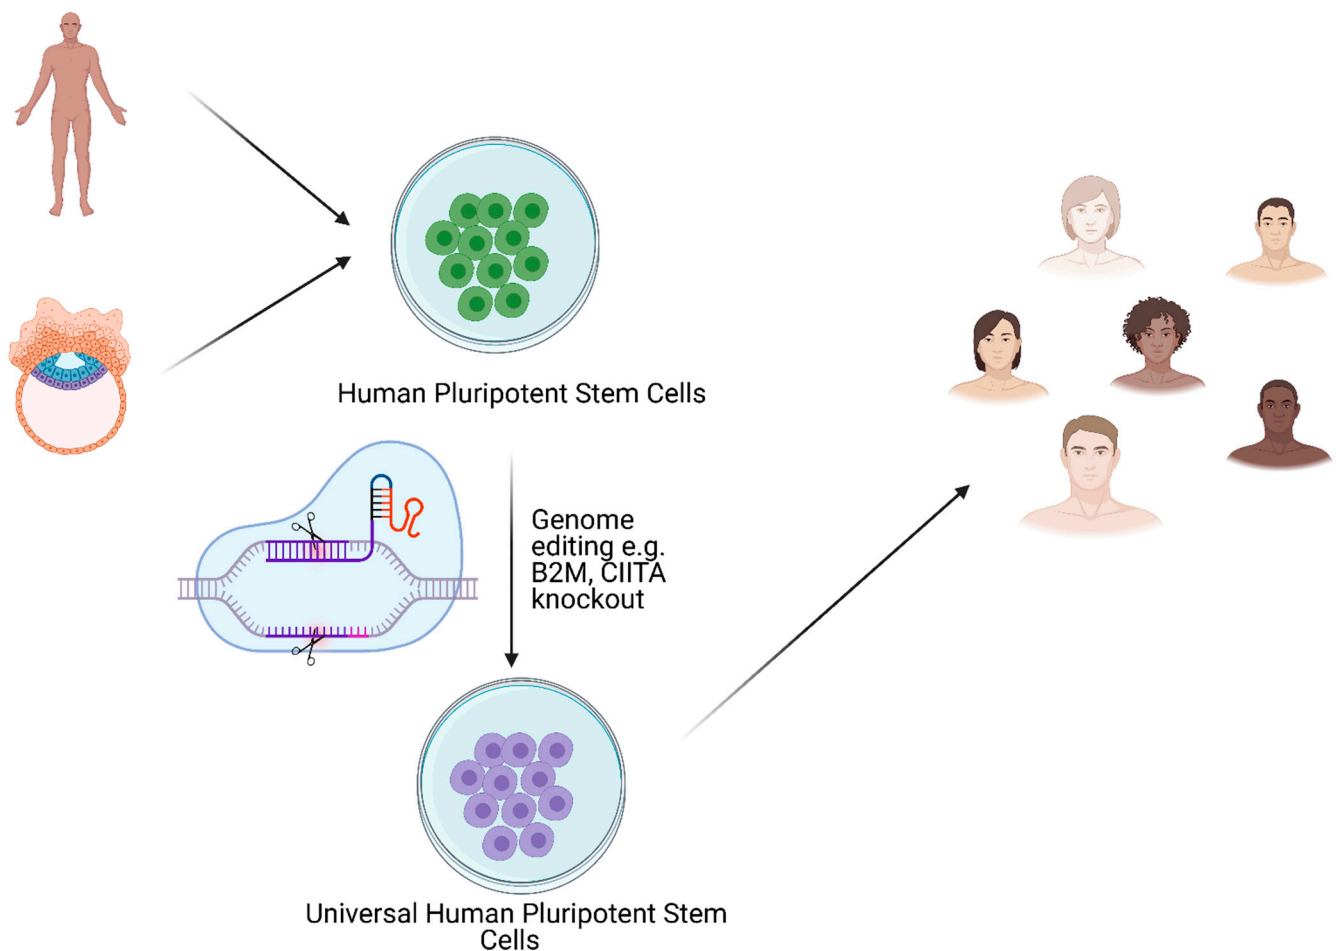 Human Pluripotent Stem Cells
Genome
editing e.g.
B2M, CIITA
knockout
Universal Human Pluripotent Stem
Cells